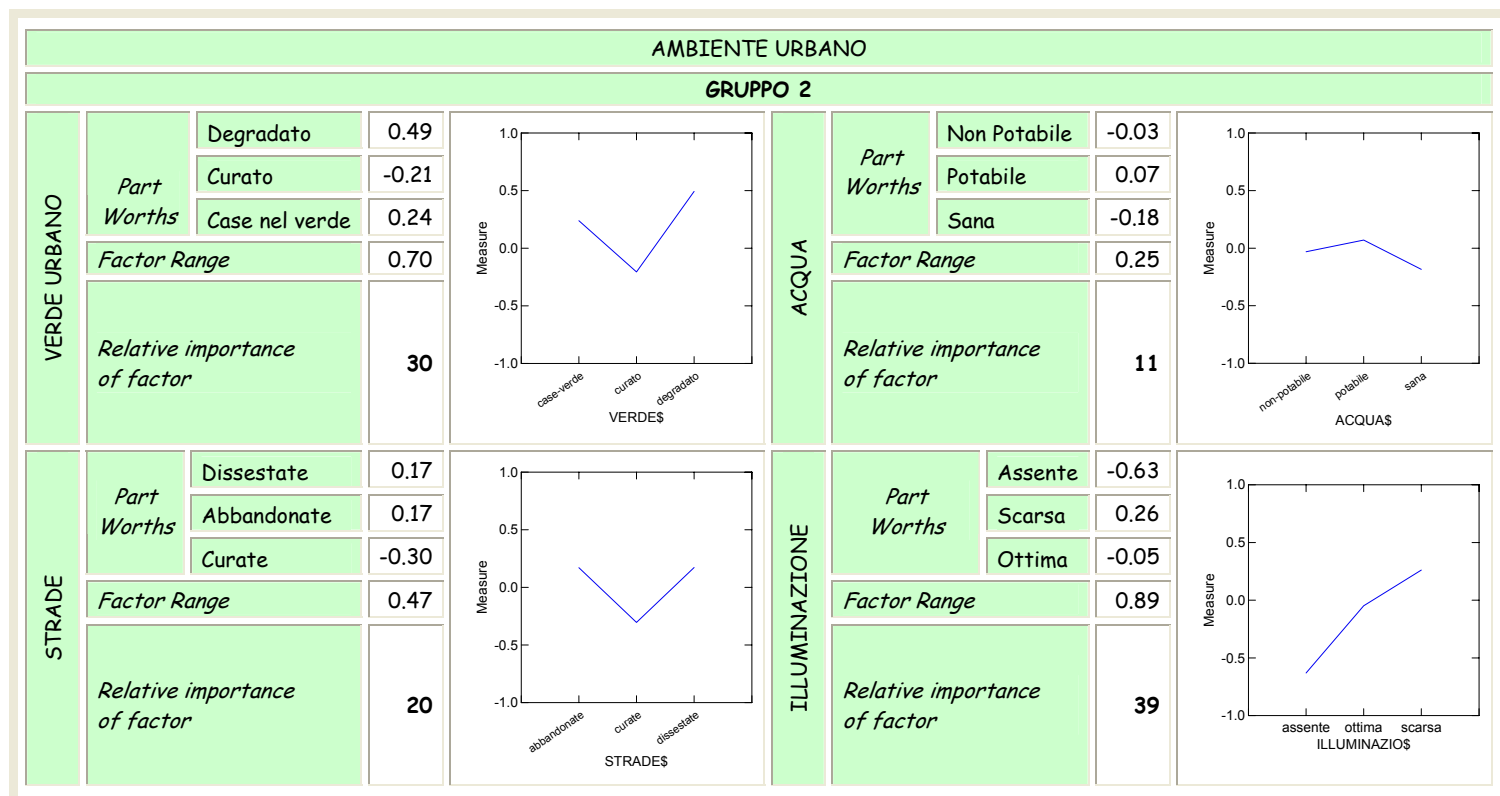 AMBIENTE URBANO
GRUPPO 2
VERDE URBANO
Part
Worths
Degradato
0.49
Curato
-0.21
Case nel verde
0.24
Factor Range
0.70
Relative importance
of factor
30
1.0
0.5
0.0
-0.5
-1.0
Measure
case-verde
curato
degradato
VERDE$
ACQUA
Part
Worths
Non Potabile
-0.03
Potabile
0.07
Sana
-0.18
Factor Range
0.25
Relative importance
of factor
11
1.0
0.5
0.0
-0.5
-1.0
Measure
non-potabile
potabile
sana
ACQUA$
STRADE
Part
Worths
Dissestate
0.17
Abbandonate
0.17
Curate
-0.30
Factor Range
0.47
Relative importance
of factor
20
1.0
0.5
0.0
-0.5
-1.0
Measure
abbandonate
curate
dissestate
STRADE$
ILLUMINAZIONE
Part
Worths
Assente
-0.63
Scarsa
0.26
Ottima
-0.05
Factor Range
0.89
Relative importance
of factor
39
1.0
0.5
0.0
-0.5
-1.0
Measure
assente
ottima
scarsa
ILLUMINAZIO$